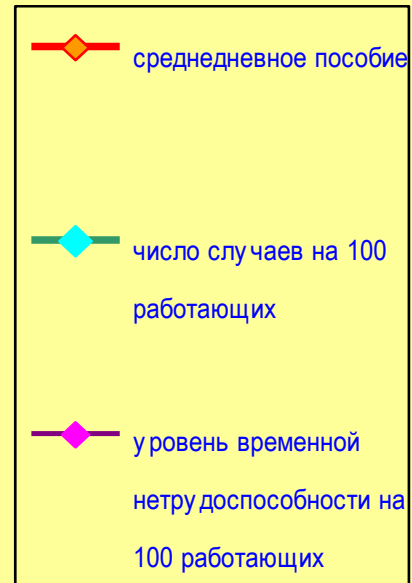 среднедневное пособие
число случаев на 100
работающих
уровень временной
нетрудоспособности на
100 работающих